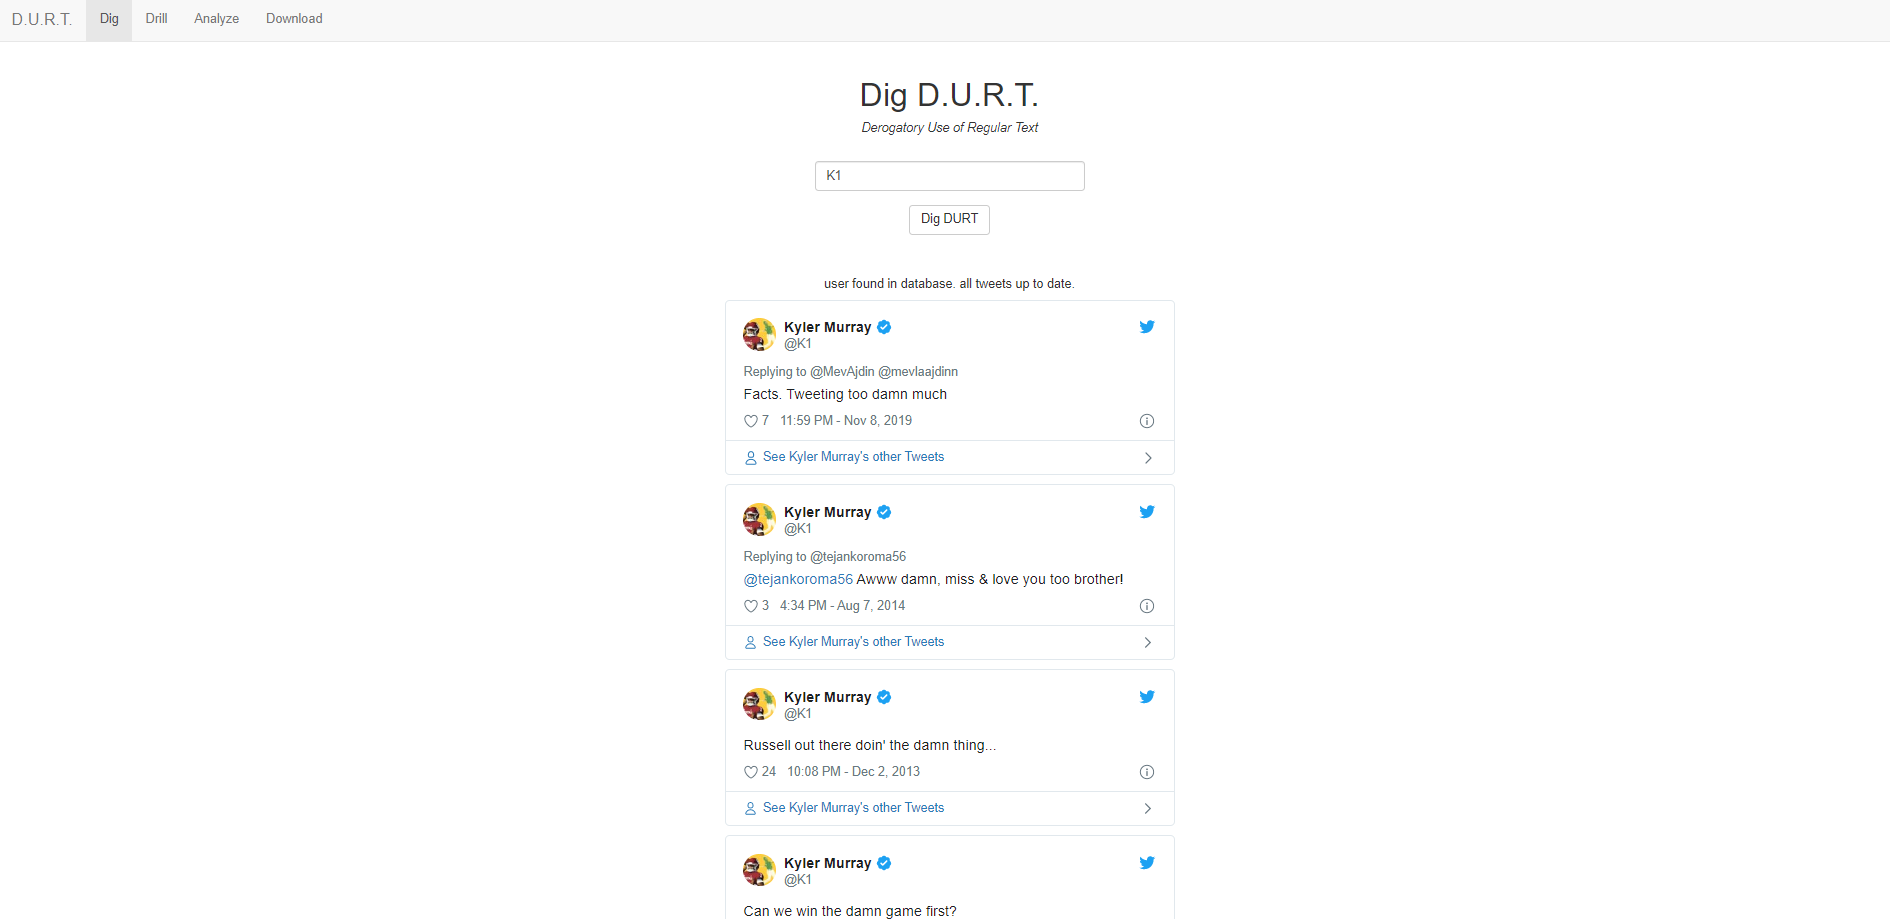 D.U.R.T. Dig Drill Analyze Download
Dig D.U.R.T.
Derogatory Use of Regular Text
K1
Dig DURT
user found in database. all tweets up to date.
Kyler Murray
@K1
Replying to @MevAjdin @mevlaajdinn
Facts. Tweeting too damn much
7 11:59 PM - Nov 8, 2019
See Kyler Murray's other Tweets
Kyler Murray
@K1
Replying to @tejankoroma56
@tejankoroma56 Awww damn, miss & love you too brother!
3 4:34 PM - Aug 7, 2014
See Kyler Murray's other Tweets
Kyler Murray
@K1
Russell out there doin' the damn thing...
24 10:08 PM - Dec 2, 2013
See Kyler Murray's other Tweets
Kyler Murray
@K1
Can we win the damn game first?